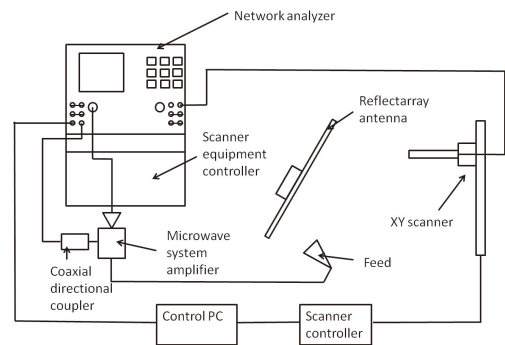 Network analyzer
Reflectarray
antenna
Scanner
equipment
controller
XY scanner
Microwave
system
amplifier
Feed
Coaxial
directional
coupler
Control PC
Scanner
controller